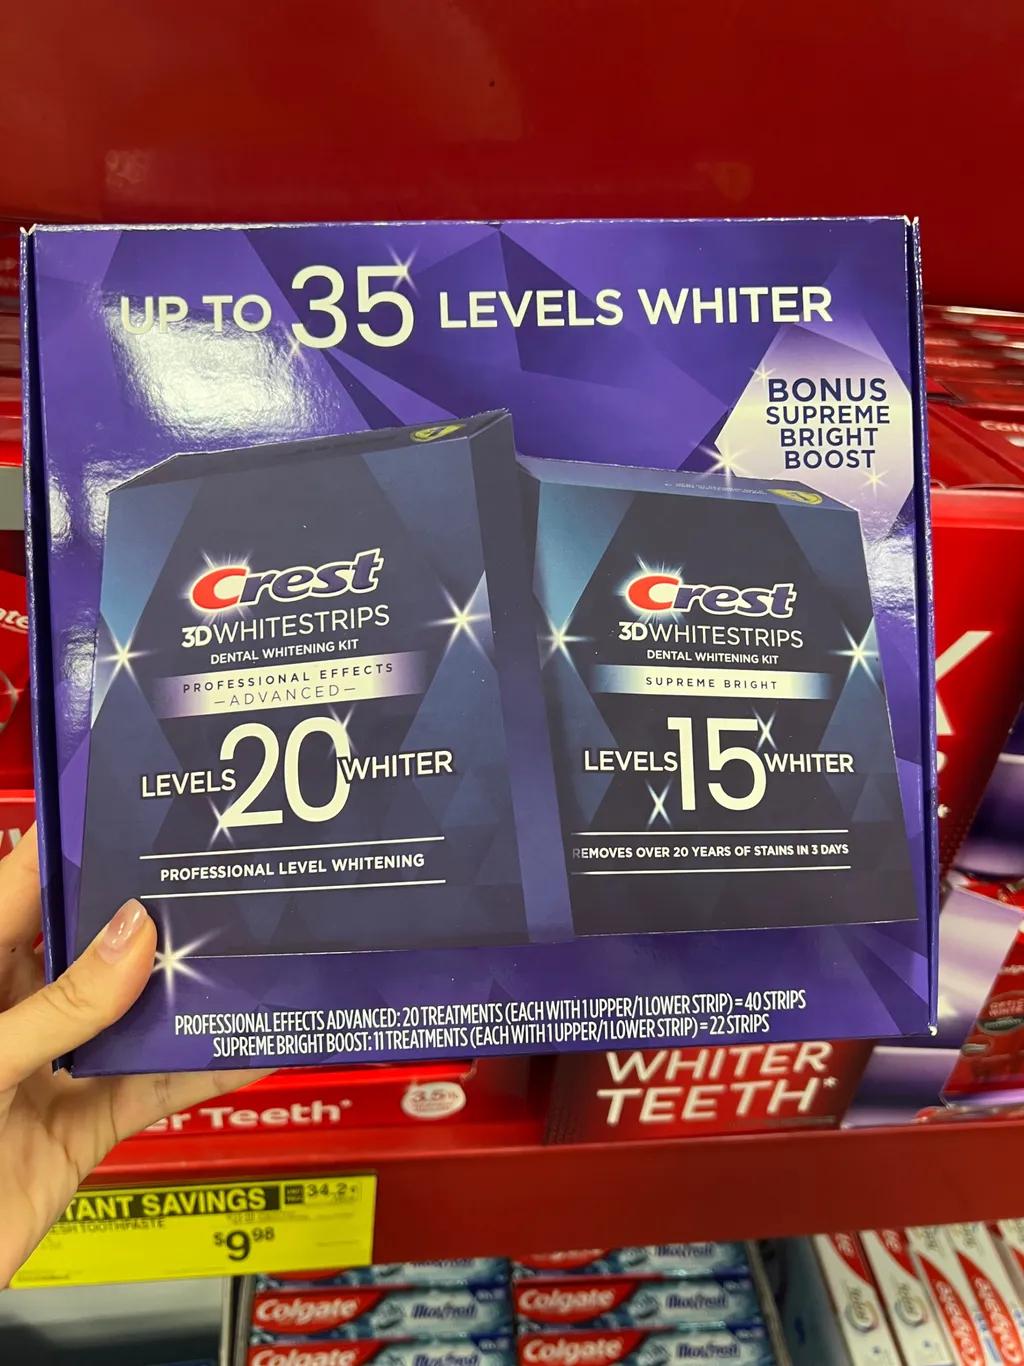 UP TO 35 LEVELS WHITER
BONUS
SUPREME
BRIGHT
BOOST
Crest
3DWHITESTRIPS
DENTAL WHITENING KIT
PROFESSIONAL EFFECTS
—ADVANCED—
LEVELS 20 WHITER
PROFESSIONAL LEVEL WHITENING
Crest
3DWHITESTRIPS
DENTAL WHITENING KIT
SUPREME BRIGHT
LEVELS 15 WHITER
REMOVES OVER 20 YEARS OF STAINS IN 3 DAYS
PROFESSIONAL EFFECTS ADVANCED: 20 TREATMENTS (EACH WITH 1 UPPER/1 LOWER STRIP) = 40 STRIPS
SUPREME BRIGHT BOOST: 11 TREATMENTS (EACH WITH 1 UPPER/1 LOWER STRIP) = 22 STRIPS
WHITER
TEETH*
er Teeth*
TANT SAVINGS
SH TOOTHPASTE
$9 98
Colgate
Colgate
Colgate
Colgate